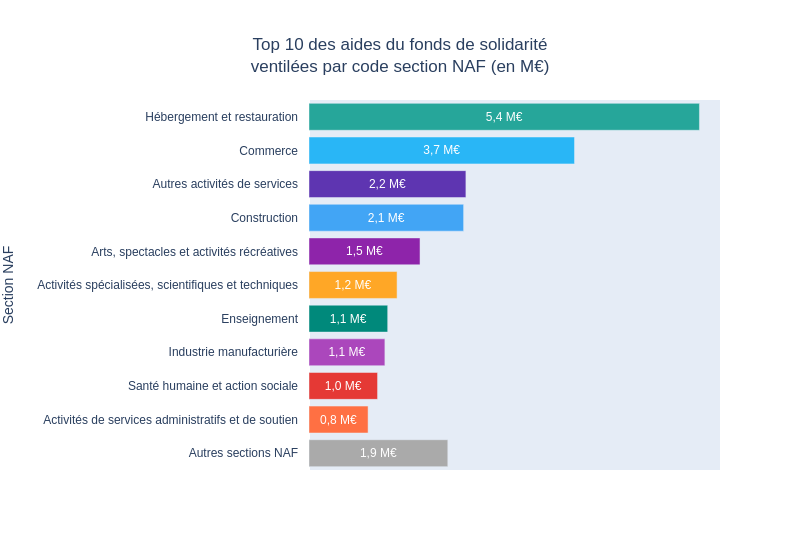 Top 10 des aides du fonds de solidarité
ventilées par code section NAF (en M€)
Section NAF
Hébergement et restauration 5,4 M€
Commerce 3,7 M€
Autres activités de services 2,2 M€
Construction 2,1 M€
Arts, spectacles et activités récréatives 1,5 M€
Activités spécialisées, scientifiques et techniques 1,2 M€
Enseignement 1,1 M€
Industrie manufacturière 1,1 M€
Santé humaine et action sociale 1,0 M€
Activités de services administratifs et de soutien 0,8 M€
Autres sections NAF 1,9 M€